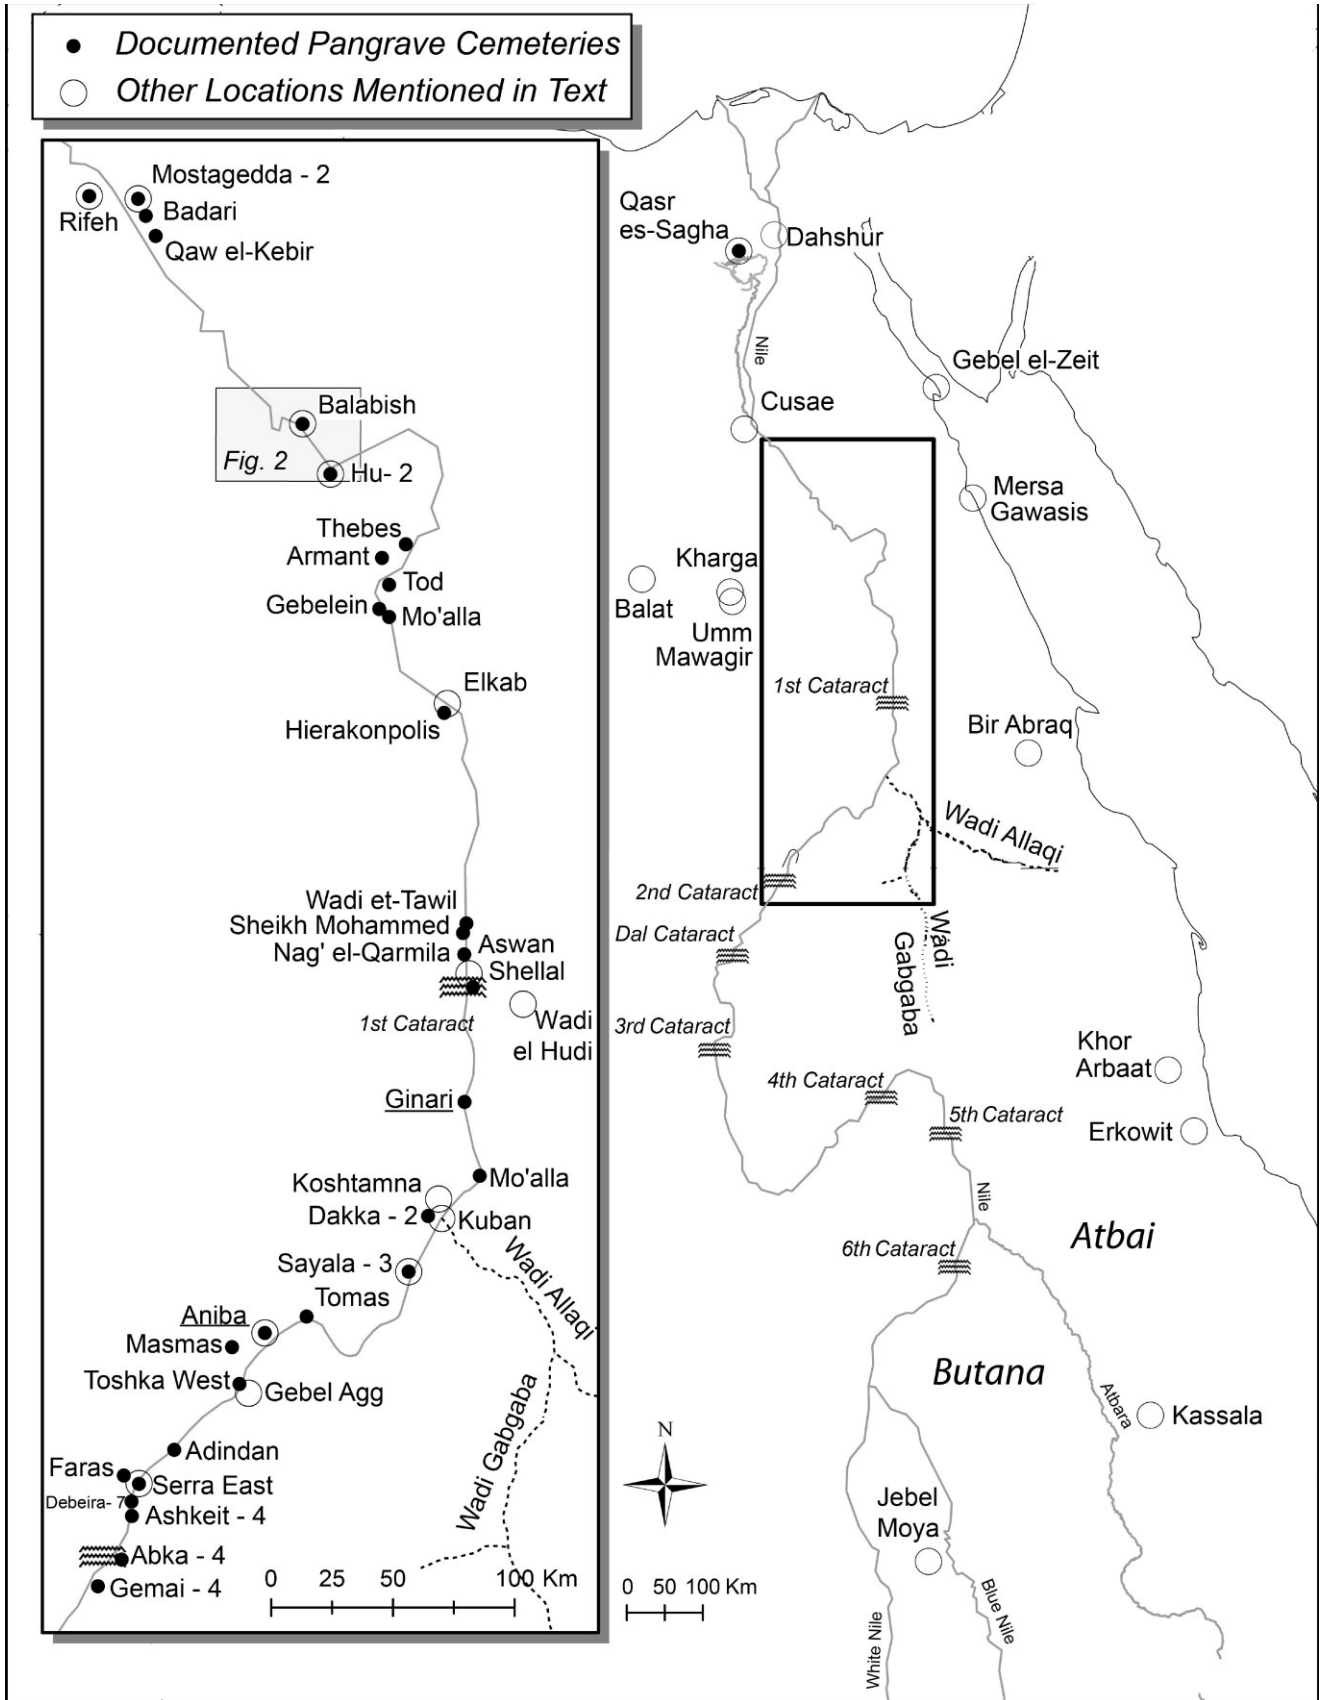 Documented Pangrave Cemeteries
Other Locations Mentioned in Text
Mostagedda - 2
Rifeh
Badari
Qaw el-Kebir
Balabish
Fig. 2
Hu- 2
Thebes
Armant
Tod
Gebelein
Mo'alla
Elkab
Hierakonpolis
Wadi et-Tawil
Sheikh Mohammed
Nag' el-Qarmila
Aswan
Shellal
1st Cataract
Wadi
el Hudi
Ginari
Mo'alla
Koshtamna
Dakka - 2
Kuban
Sayala - 3
Wadi Allaqi
Tomas
Aniba
Masmas
Toshka West
Gebel Agg
Wadi Gabgaba
Adindan
Faras
Serra East
Debeira- 7
Ashkeit - 4
Abka - 4
Gemai - 4
0 25 50 100 Km
Qasr
es-Sagha
Dahshur
Nile
Gebel el-Zeit
Cusae
Mersa
Gawasis
Kharga
Balat
Umm
Mawagir
1st Cataract
Bir Abraq
Wadi Allaqi
2nd Cataract
Wadi
Gabgaba
Dal Cataract
3rd Cataract
4th Cataract
5th Cataract
Khor
Arbaat
Erkowit
Nile
Atbai
6th Cataract
Butana
Atbara
Kassala
N
Jebel
Moya
0 50 100 Km
White Nile
Blue Nile